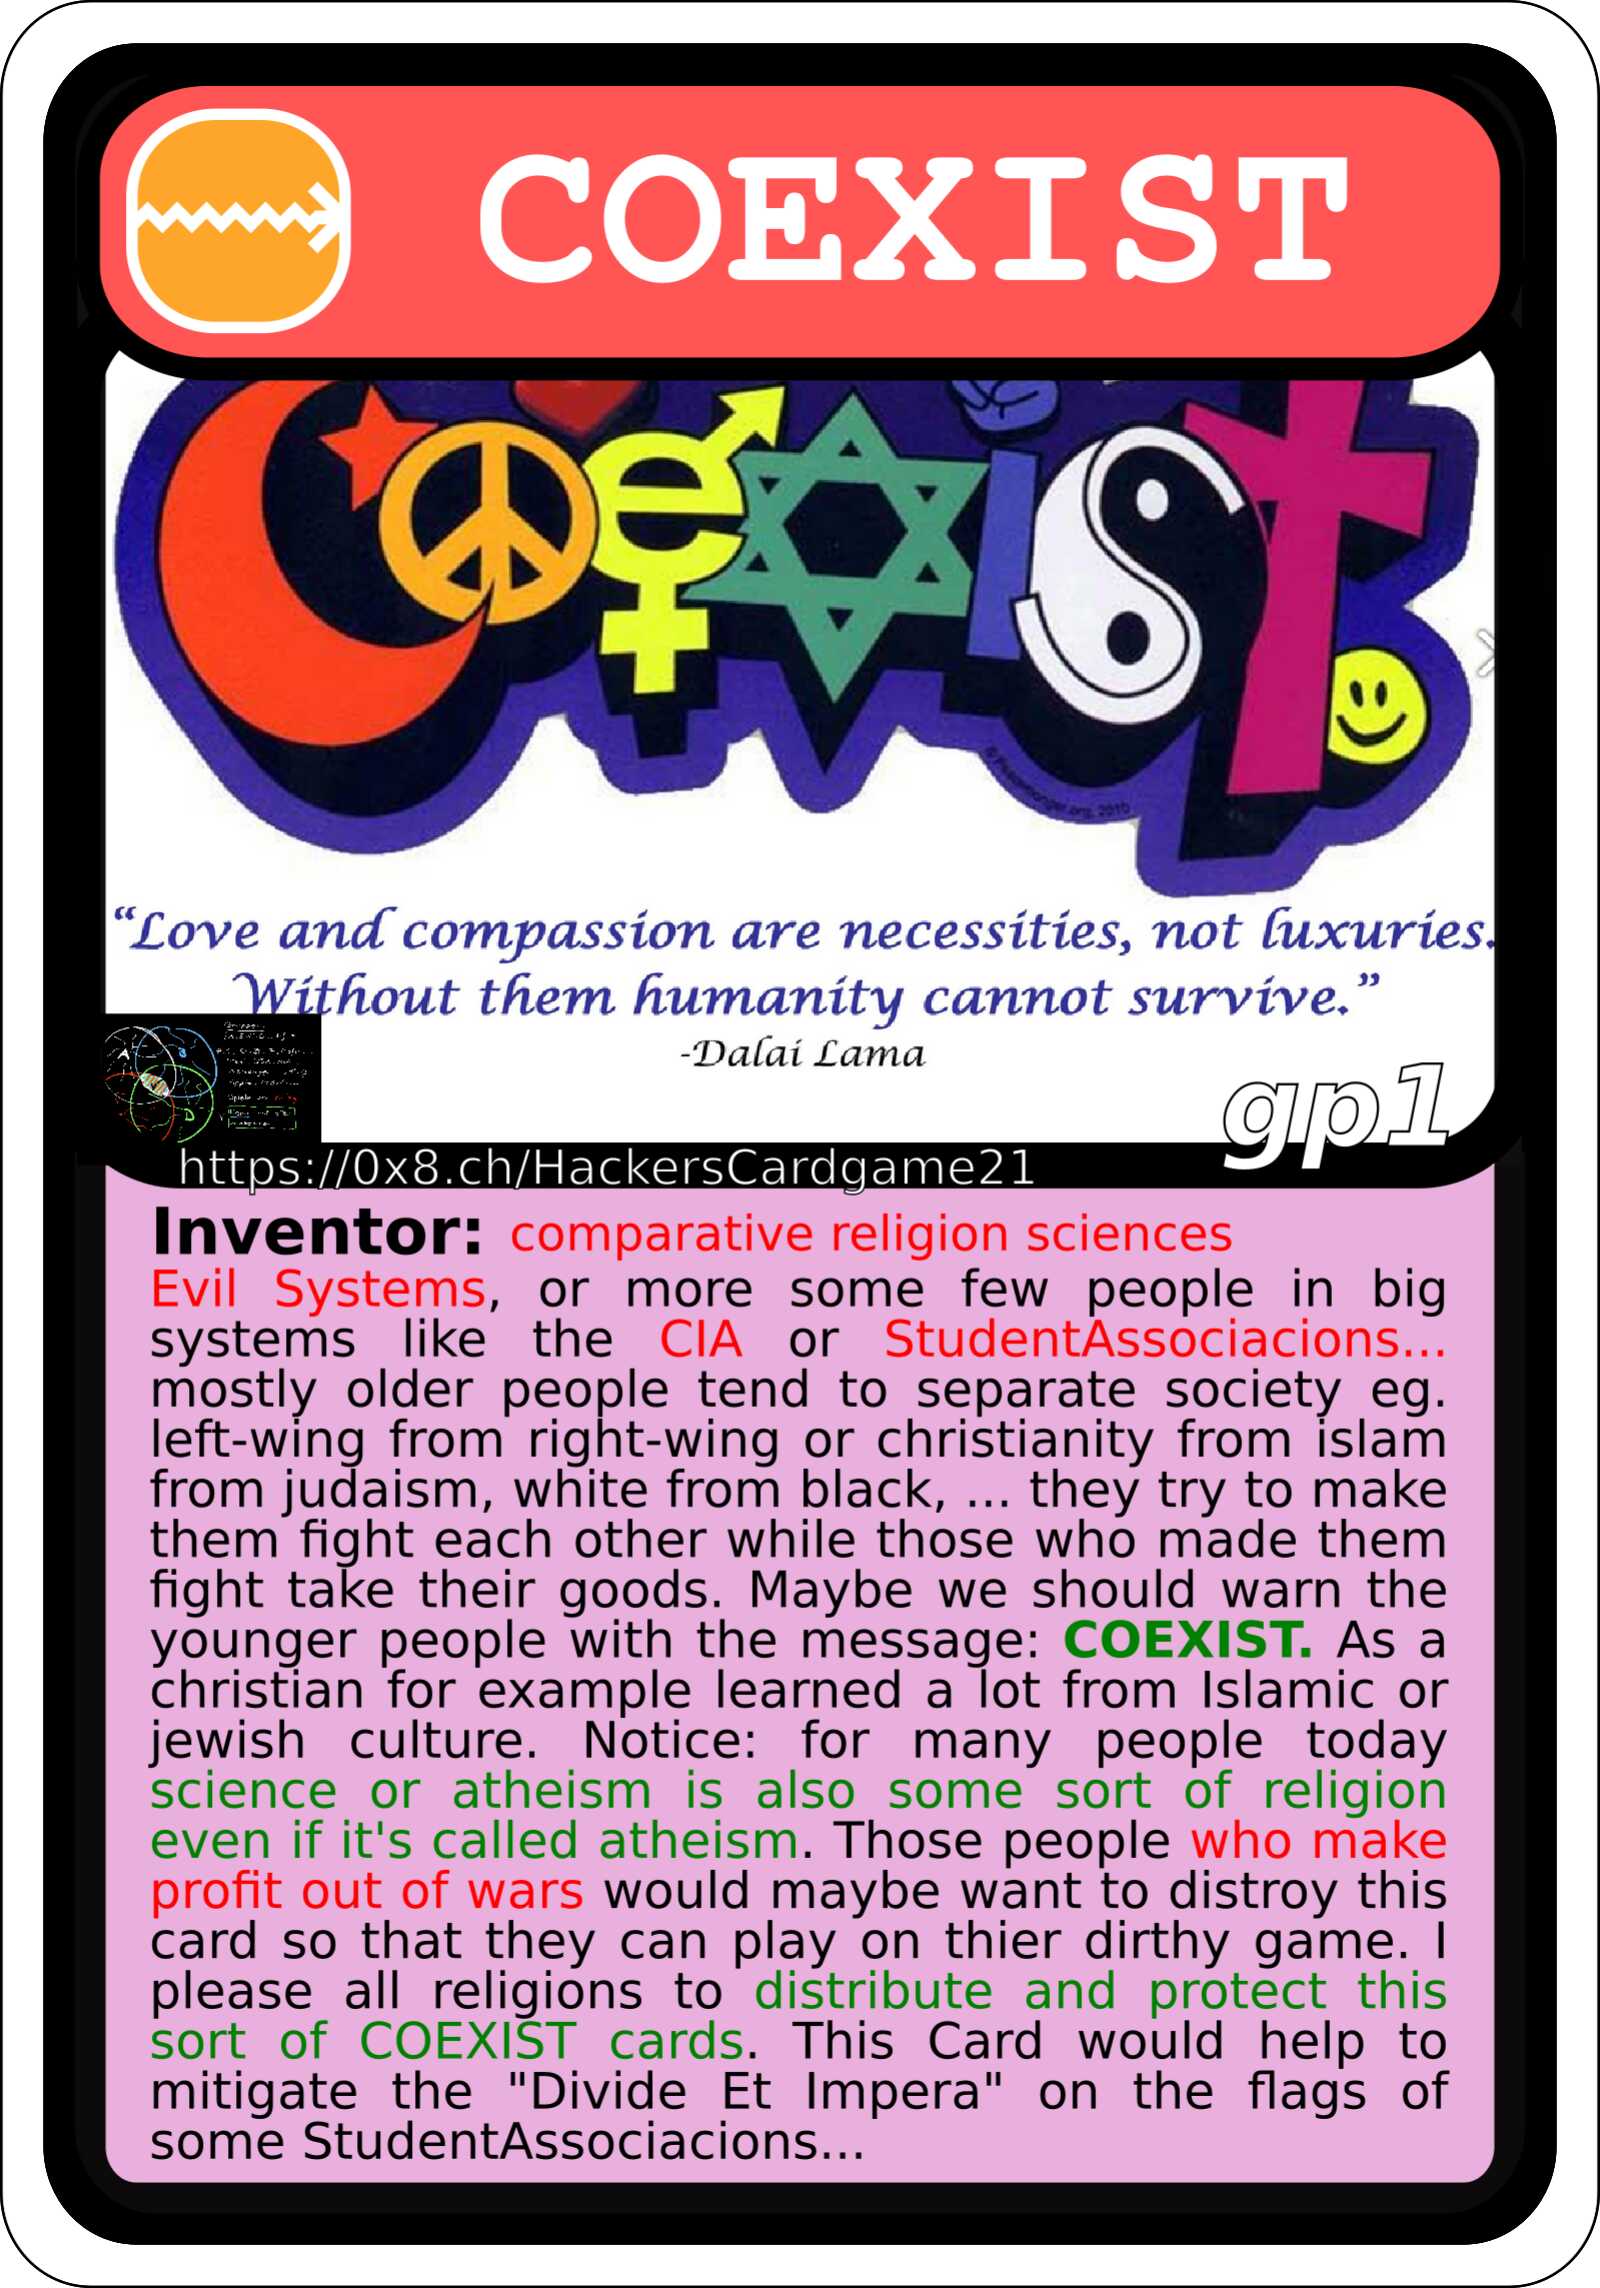 COEXIST
coexist
“Love and compassion are necessities, not luxuries.
Without them humanity cannot survive.”
-Dalai Lama
gp1
https://0x8.ch/HackersCardgame21
Inventor: comparative religion sciences
Evil Systems, or more some few people in big
systems like the CIA or StudentAssociacions...
mostly older people tend to separate society eg.
left-wing from right-wing or christianity from islam
from judaism, white from black, ... they try to make
them fight each other while those who made them
fight take their goods. Maybe we should warn the
younger people with the message: COEXIST. As a
christian for example learned a lot from Islamic or
jewish culture. Notice: for many people today
science or atheism is also some sort of religion
even if it's called atheism. Those people who make
profit out of wars would maybe want to distroy this
card so that they can play on thier dirthy game. I
please all religions to distribute and protect this
sort of COEXIST cards. This Card would help to
mitigate the "Divide Et Impera" on the flags of
some StudentAssociacions...